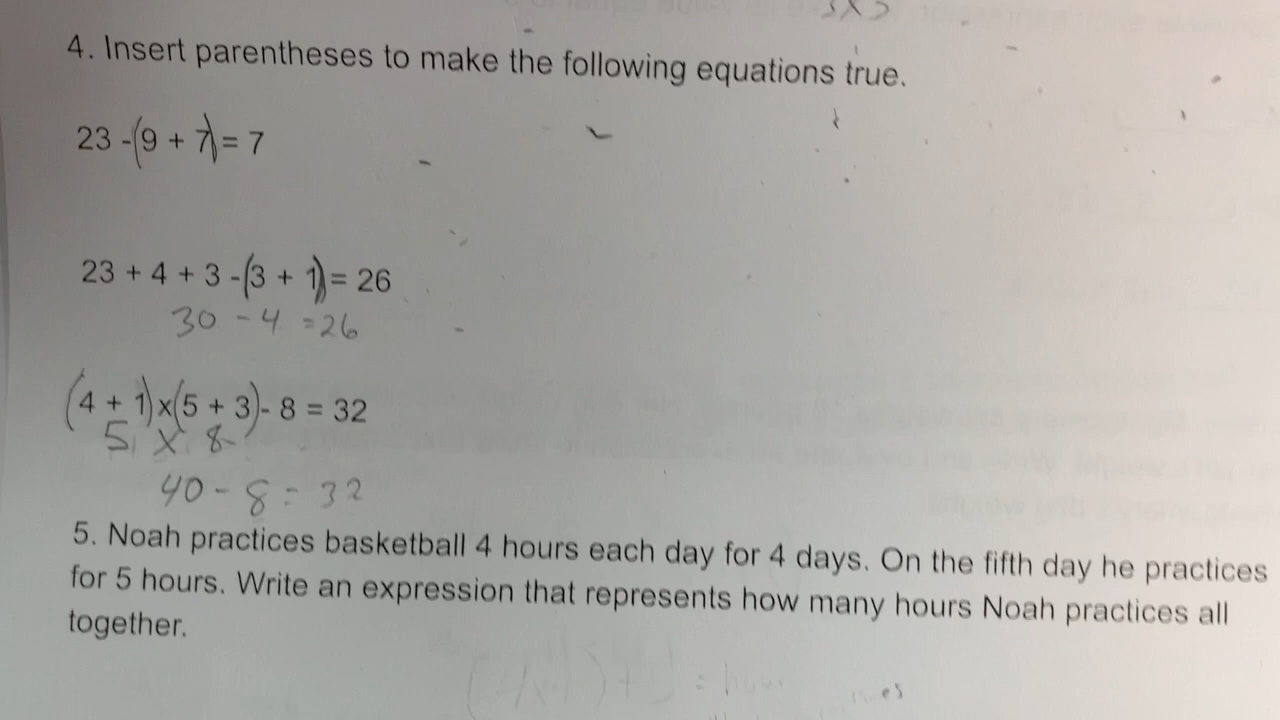 3x5
4. Insert parentheses to make the following equations true.
23 -(9 + 7)= 7
23 + 4 + 3 -(3 + 1)= 26
30 - 4 = 26
(4 + 1)x(5 + 3)- 8 = 32
5 x 8
40 - 8 = 32
5. Noah practices basketball 4 hours each day for 4 days. On the fifth day he practices
for 5 hours. Write an expression that represents how many hours Noah practices all
together.